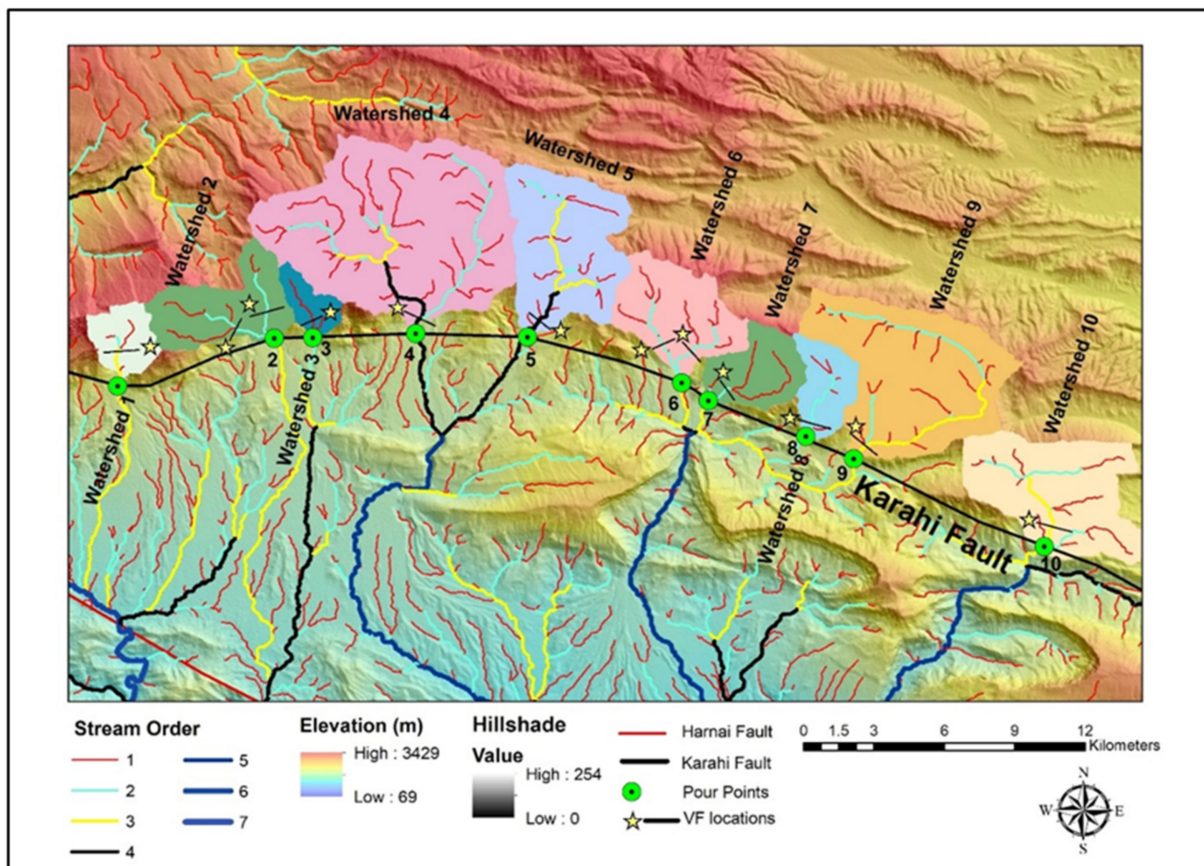 Watershed 4
Watershed 5
Watershed 6
Watershed 2
Watershed 7
Watershed 9
Watershed 10
1
2
3
4
5
6
7
8
9
10
Watershed 1
Watershed 3
Watershed 8
Karahi Fault
Stream Order
1
2
3
4
5
6
7
Elevation (m)
High : 3429
Low : 69
Hillshade
Value
High : 254
Low : 0
Harnai Fault
Karahi Fault
Pour Points
VF locations
0 1.5 3 6 9 12
Kilometers
N
W
E
S